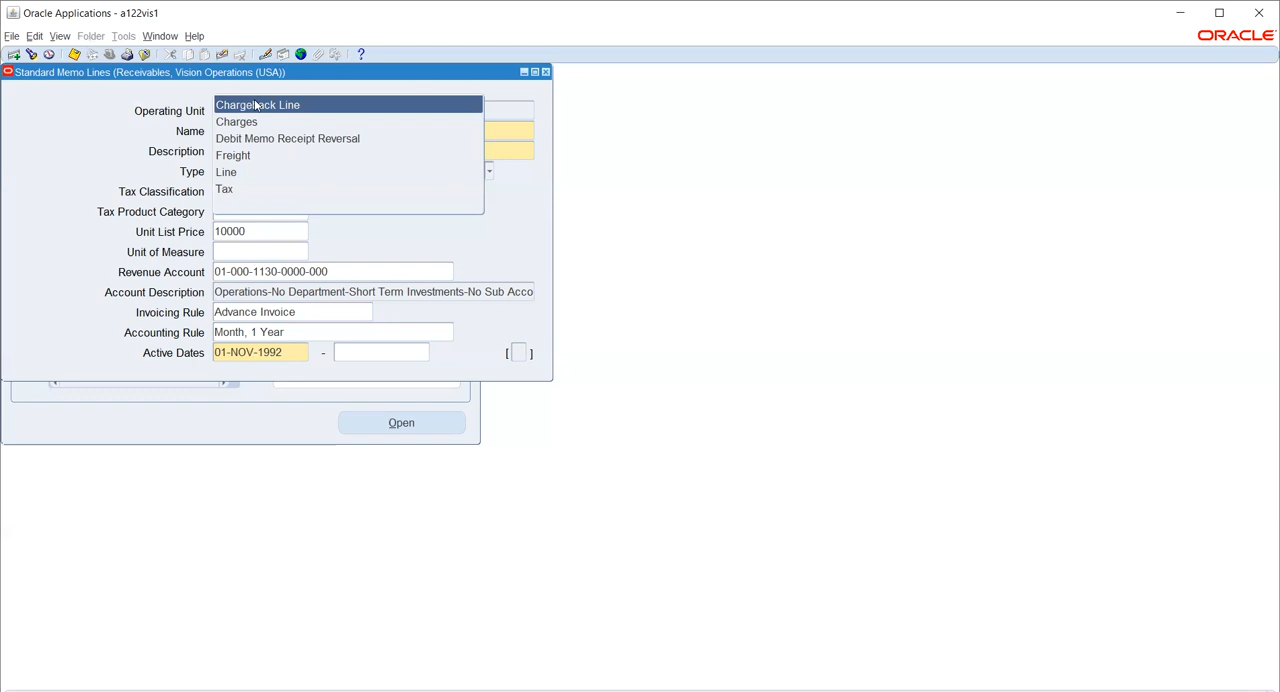 Oracle Applications - a122vis1
File Edit View Folder Tools Window Help
ORACLE
Standard Memo Lines (Receivables, Vision Operations (USA))
Operating Unit
Chargeback Line
Name
Charges
Debit Memo Receipt Reversal
Description
Freight
Type
Line
Tax Classification
Tax
Tax Product Category
Unit List Price 10000
Unit of Measure
Revenue Account 01-000-1130-0000-000
Account Description Operations-No Department-Short Term Investments-No Sub Acco
Invoicing Rule Advance Invoice
Accounting Rule Month, 1 Year
Active Dates 01-NOV-1992 - [ ]
Open